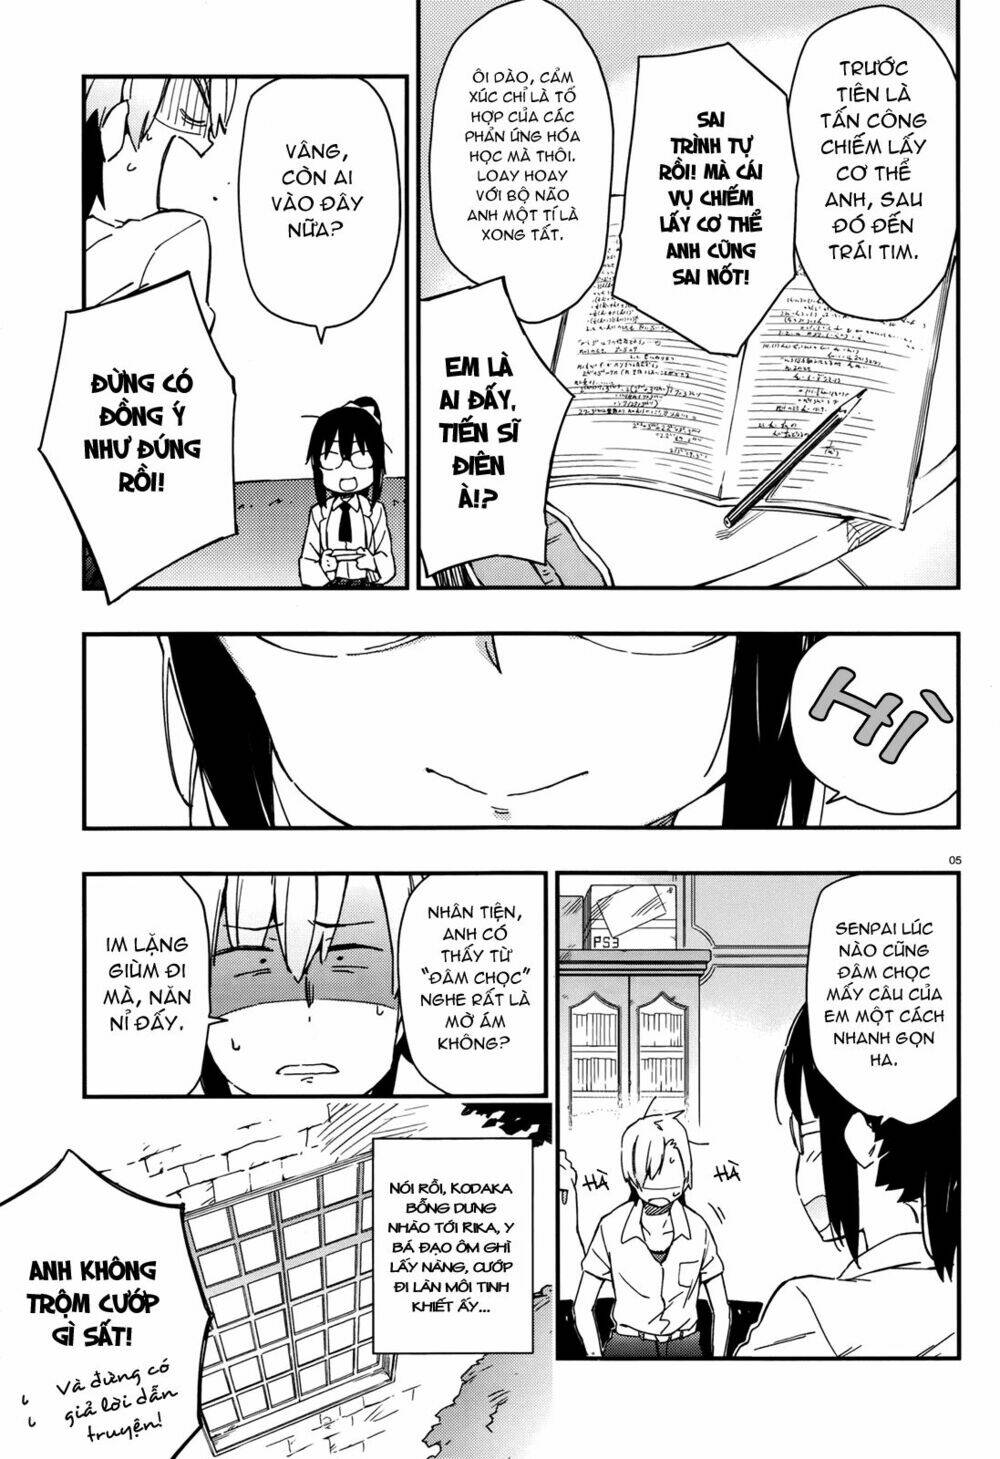 TRƯỚC
TIÊN LÀ
TẤN CÔNG
CHIẾM LẤY
CƠ THỂ
ANH, SAU
ĐÓ ĐẾN
TRÁI TIM.
SAI
TRÌNH TỰ
RỒI! MÀ CÁI
VỤ CHIẾM
LẤY CƠ THỂ
ANH CŨNG
SAI NỐT!
ÔI DÀO, CẢM
XÚC CHỈ LÀ TỔ
HỢP CỦA CÁC
PHẢN ỨNG HÓA
HỌC MÀ THÔI.
LOAY HOAY
VỚI BỘ NÃO
ANH MỘT TÍ LÀ
XONG TẤT.
EM LÀ
AI ĐẤY,
TIẾN SĨ
ĐIÊN
À!?
VÂNG,
CÒN AI
VÀO ĐÂY
NỮA?
ĐỪNG CÓ
ĐỒNG Ý
NHƯ ĐÚNG
RỒI!
HÌ
05
SENPAI LÚC
NÀO CŨNG
ĐÂM CHỌC
MẤY CÂU CỦA
EM MỘT CÁCH
NHANH GỌN
HA.
PS3
HÀ
HÀ
NHÂN TIỆN,
ANH CÓ
THẤY TỪ
"ĐÂM CHỌC"
NGHE RẤT LÀ
MỜ ÁM
KHÔNG?
IM LẶNG
GIÙM ĐI
MÀ, NĂN
NỈ ĐẤY.
NÓI RỒI, KODAKA
BỖNG DƯNG
NHÀO TỚI RIKA, Y
BÁ ĐẠO ÔM GHÌ
LẤY NÀNG, CƯỚP
ĐI LÀN MÔI TINH
KHIẾT ẤY...
ANH KHÔNG
TRỘM CƯỚP
GÌ SẤT!
Và đừng có
giả lời dẫn
truyện!